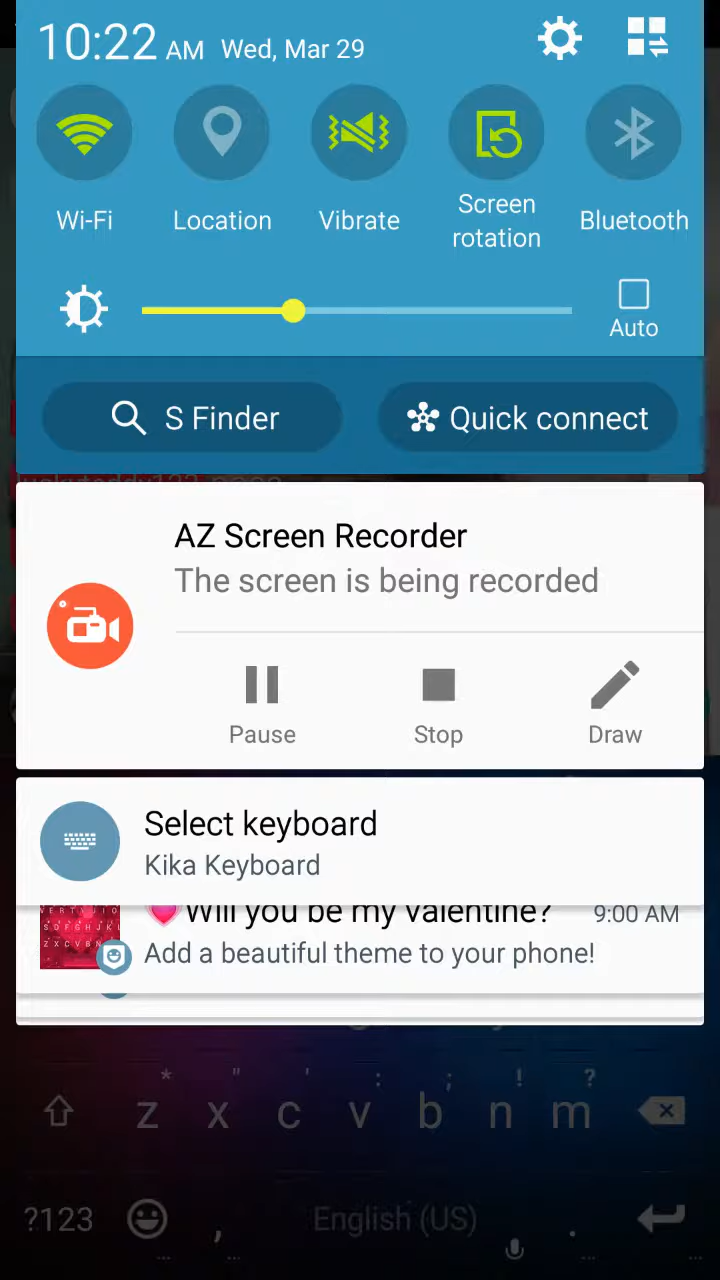 10:22 AM Wed, Mar 29
Wi-Fi
Location
Vibrate
Screen
rotation
Bluetooth
Auto
S Finder
Quick connect
AZ Screen Recorder
The screen is being recorded
Pause
Stop
Draw
Select keyboard
Kika Keyboard
Will you be my valentine? 9:00 AM
Add a beautiful theme to your phone!
* " ' : ; ! ?
z x c v b n m
?123 , English (US) .